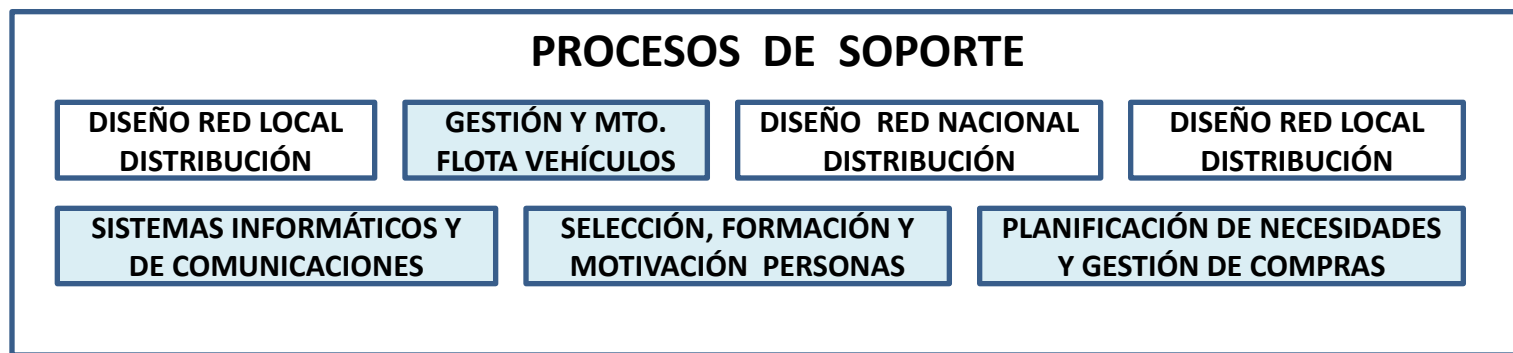 PROCESOS DE SOPORTE
DISEÑO RED LOCAL
DISTRIBUCIÓN
GESTIÓN Y MTO.
FLOTA VEHÍCULOS
DISEÑO RED NACIONAL
DISTRIBUCIÓN
DISEÑO RED LOCAL
DISTRIBUCIÓN
SISTEMAS INFORMÁTICOS Y
DE COMUNICACIONES
SELECCIÓN, FORMACIÓN Y
MOTIVACIÓN PERSONAS
PLANIFICACIÓN DE NECESIDADES
Y GESTIÓN DE COMPRAS